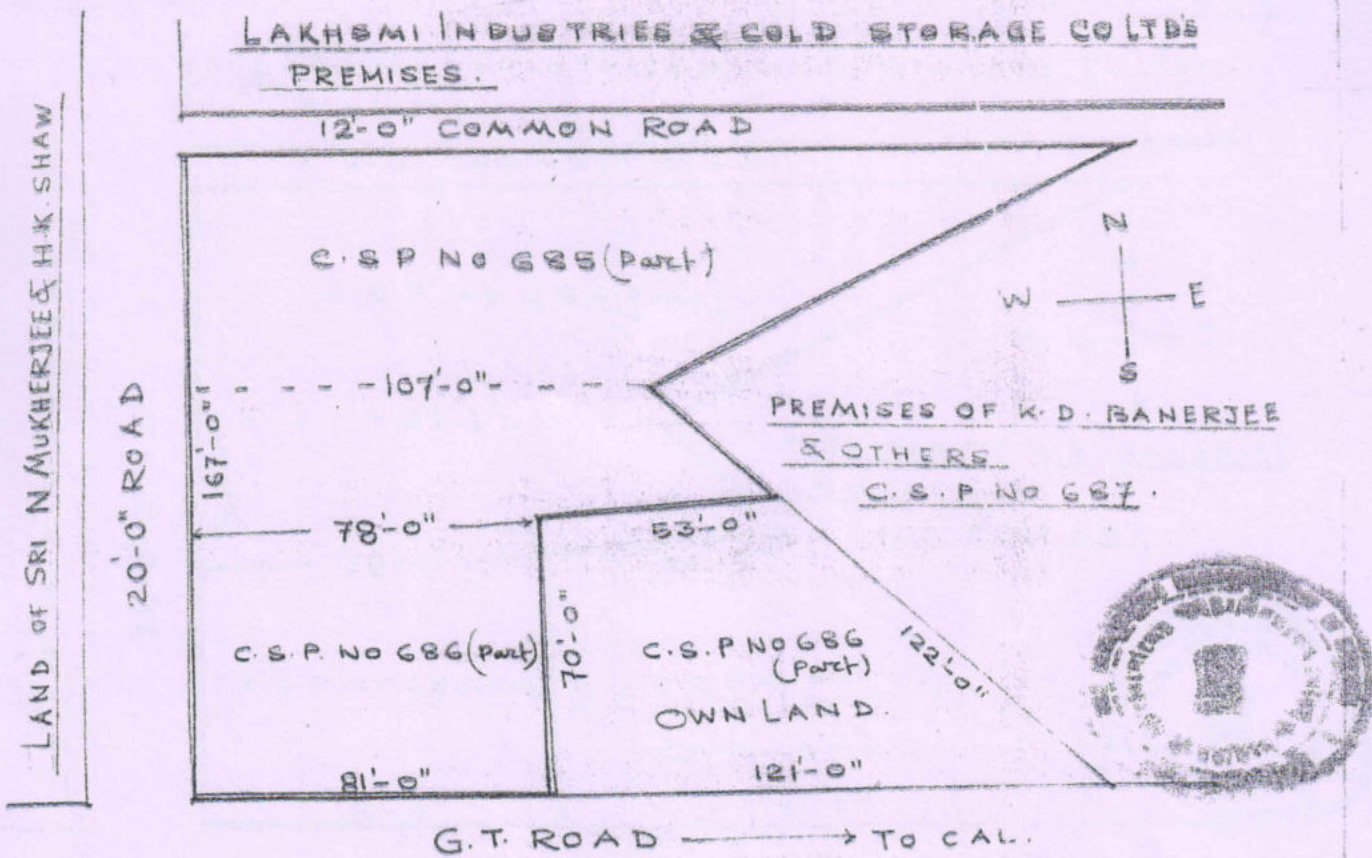 LAKHSMI INDUSTRIES & COLD STORAGE CO LTD'S
PREMISES.
12'-0" COMMON ROAD
LAND OF SRI N MUKHERJEE & H.K. SHAW
20'-0" ROAD
C.S P NO 685 (part)
N
W E
S
107'-0"
167'-0"
PREMISES OF K.D. BANERJEE
& OTHERS
C.S.P NO 687.
78'-0"
53'-0"
70'-0"
C.S.P. NO 686 (part)
C.S.P NO 686
(part)
OWN LAND
122'-0"
81'-0"
121'-0"
G.T. ROAD TO CAL.